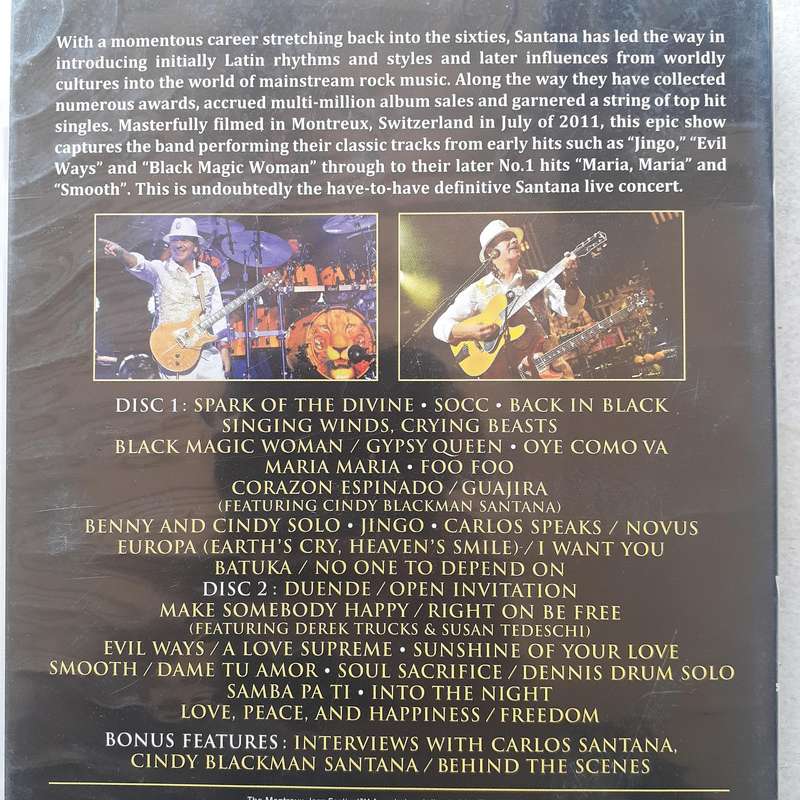 With a momentous career stretching back into the sixties, Santana has led the way in
introducing initially Latin rhythms and styles and later influences from worldly
cultures into the world of mainstream rock music. Along the way they have collected
numerous awards, accrued multi-million album sales and garnered a string of top hit
singles. Masterfully filmed in Montreux, Switzerland in July of 2011, this epic show
captures the band performing their classic tracks from early hits such as “Jingo,” “Evil
Ways” and “Black Magic Woman” through to their later No.1 hits “Maria, Maria” and
“Smooth”. This is undoubtedly the have-to-have definitive Santana live concert.
DISC 1: SPARK OF THE DIVINE • SOCC • BACK IN BLACK
SINGING WINDS, CRYING BEASTS
BLACK MAGIC WOMAN / GYPSY QUEEN • OYE COMO VA
MARIA MARIA • FOO FOO
CORAZON ESPINADO / GUAJIRA
(FEATURING CINDY BLACKMAN SANTANA)
BENNY AND CINDY SOLO • JINGO • CARLOS SPEAKS / NOVUS
EUROPA (EARTH'S CRY, HEAVEN'S SMILE) / I WANT YOU
BATUKA / NO ONE TO DEPEND ON
DISC 2: DUENDE / OPEN INVITATION
MAKE SOMEBODY HAPPY / RIGHT ON BE FREE
(FEATURING DEREK TRUCKS & SUSAN TEDESCHI)
EVIL WAYS / A LOVE SUPREME • SUNSHINE OF YOUR LOVE
SMOOTH / DAME TU AMOR • SOUL SACRIFICE / DENNIS DRUM SOLO
SAMBA PA TI • INTO THE NIGHT
LOVE, PEACE, AND HAPPINESS / FREEDOM
BONUS FEATURES: INTERVIEWS WITH CARLOS SANTANA,
CINDY BLACKMAN SANTANA / BEHIND THE SCENES